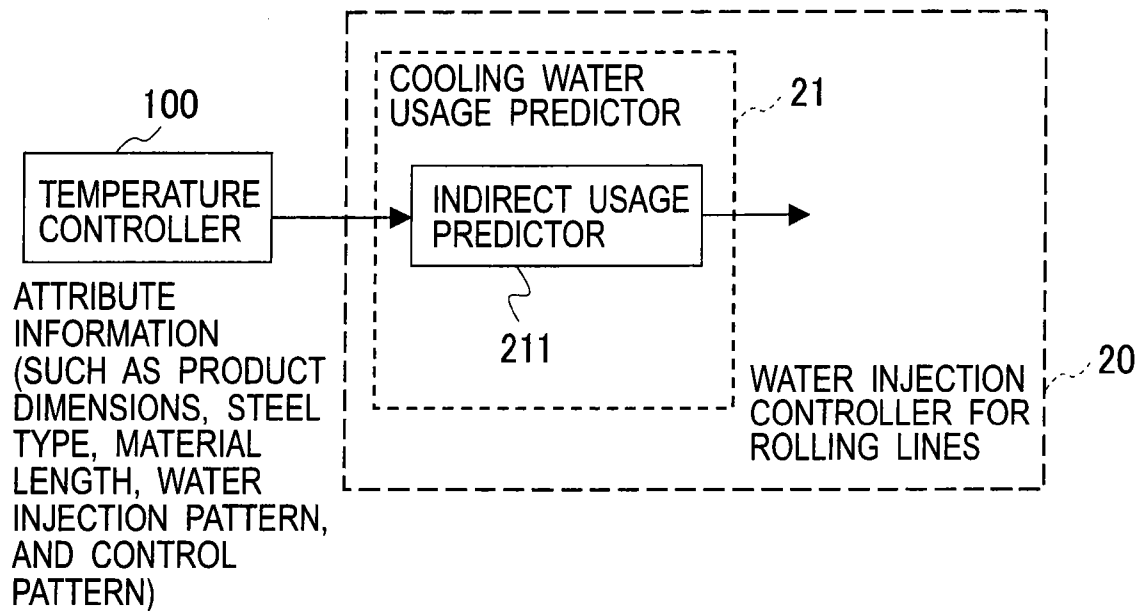 100
TEMPERATURE
CONTROLLER
ATTRIBUTE
INFORMATION
(SUCH AS PRODUCT
DIMENSIONS, STEEL
TYPE, MATERIAL
LENGTH, WATER
INJECTION PATTERN,
AND CONTROL
PATTERN)
COOLING WATER
USAGE PREDICTOR
21
INDIRECT USAGE
PREDICTOR
211
WATER INJECTION
CONTROLLER FOR
ROLLING LINES
20